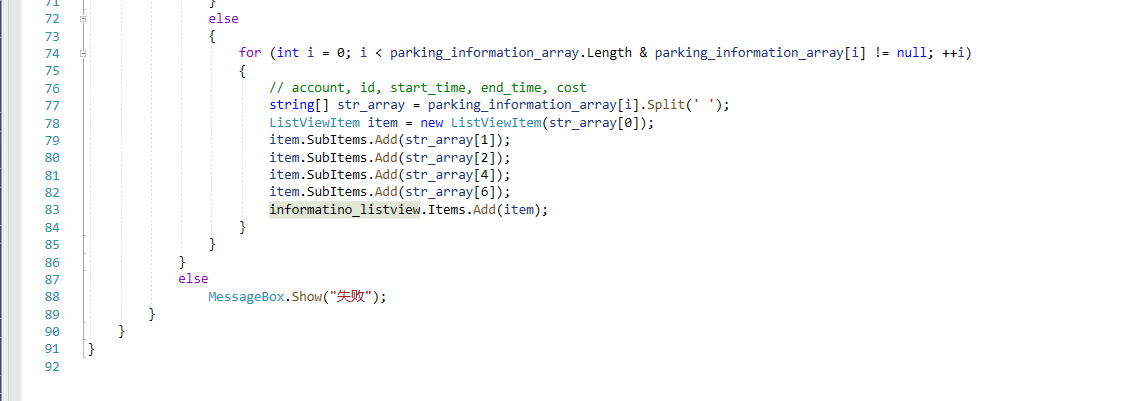 71 }
72 else
73 {
74 for (int i = 0; i < parking_information_array.Length & parking_information_array[i] != null; ++i)
75 {
76 // account, id, start_time, end_time, cost
77 string[] str_array = parking_information_array[i].Split(' ');
78 ListViewItem item = new ListViewItem(str_array[0]);
79 item.SubItems.Add(str_array[1]);
80 item.SubItems.Add(str_array[2]);
81 item.SubItems.Add(str_array[4]);
82 item.SubItems.Add(str_array[6]);
83 informatino_listview.Items.Add(item);
84 }
85 }
86 }
87 else
88 MessageBox.Show("失败");
89 }
90 }
91 }
92